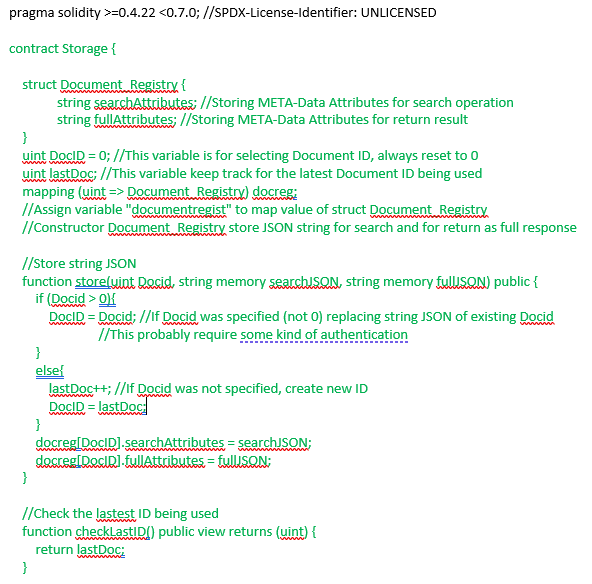 pragma solidity >=0.4.22 <0.7.0; //SPDX-License-Identifier: UNLICENSED
contract Storage {
struct Document_Registry {
string searchAttributes; //Storing META-Data Attributes for search operation
string fullAttributes; //Storing META-Data Attributes for return result
}
uint DocID = 0; //This variable is for selecting Document ID, always reset to 0
uint lastDoc; //This variable keep track for the latest Document ID being used
mapping (uint => Document_Registry) docreg;
//Assign variable "documentregist" to map value of struct Document_Registry
//Constructor Document_Registry store JSON string for search and for return as full response
//Store string JSON
function store(uint Docid, string memory searchJSON, string memory fullJSON) public {
if (Docid > 0){
DocID = Docid; //If Docid was specified (not 0) replacing string JSON of existing Docid
//This probably require some kind of authentication
}
else{
lastDoc++; //If Docid was not specified, create new ID
DocID = lastDoc;
}
docreg[DocID].searchAttributes = searchJSON;
docreg[DocID].fullAttributes = fullJSON;
}
//Check the lastest ID being used
function checkLastID() public view returns (uint) {
return lastDoc;
}